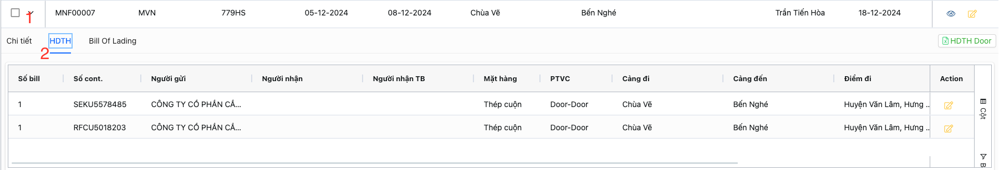 1 MNF00007 MVN 779HS 05-12-2024 08-12-2024 Chùa Vẽ Bến Nghé Trần Tiến Hòa 18-12-2024
Chi tiết HDTH Bill Of Lading HDTH Door
2
Số bill Số cont. Người gửi Người nhận Người nhận TB Mặt hàng PTVC Cảng đi Cảng đến Điểm đi Action
1 SEKU5578485 CÔNG TY CỔ PHẦN CẦ... Thép cuộn Door-Door Chùa Vẽ Bến Nghé Huyện Văn Lâm, Hưng ..
1 RFCU5018203 CÔNG TY CỔ PHẦN CẦ... Thép cuộn Door-Door Chùa Vẽ Bến Nghé Huyện Văn Lâm, Hưng ..
Cột
B